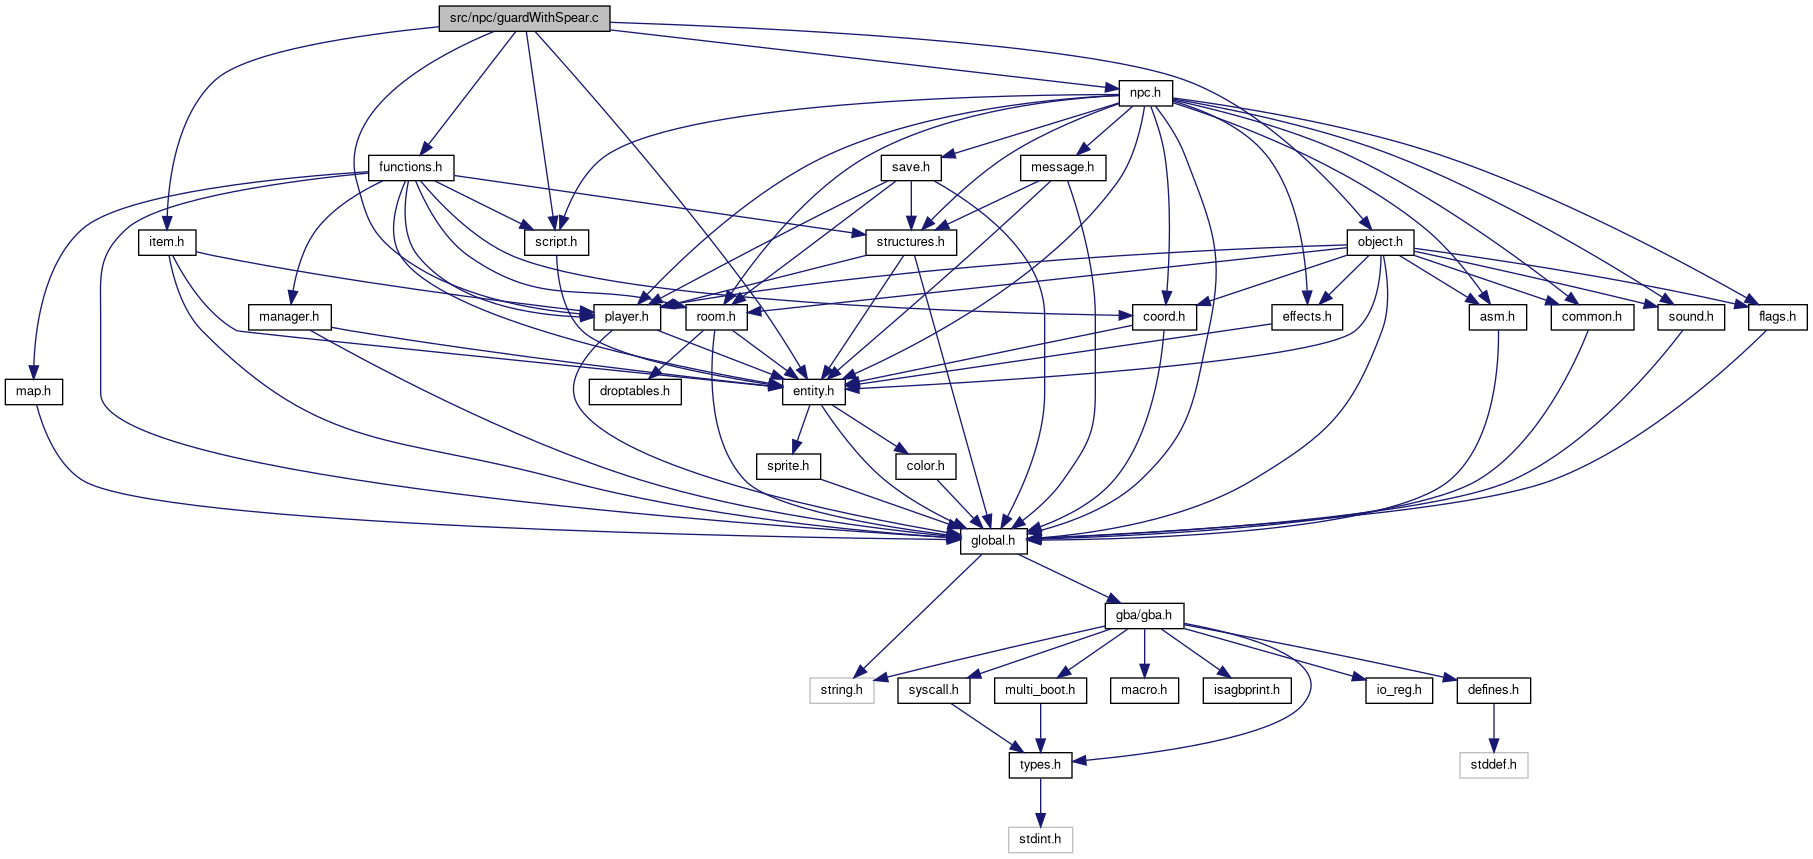 src/npc/guardWithSpear.c
npc.h
functions.h
save.h
message.h
item.h
script.h
structures.h
object.h
manager.h
player.h
room.h
coord.h
effects.h
asm.h
common.h
sound.h
flags.h
map.h
droptables.h
entity.h
sprite.h
color.h
global.h
gba/gba.h
string.h
syscall.h
multi_boot.h
macro.h
isagbprint.h
io_reg.h
defines.h
types.h
stddef.h
stdint.h